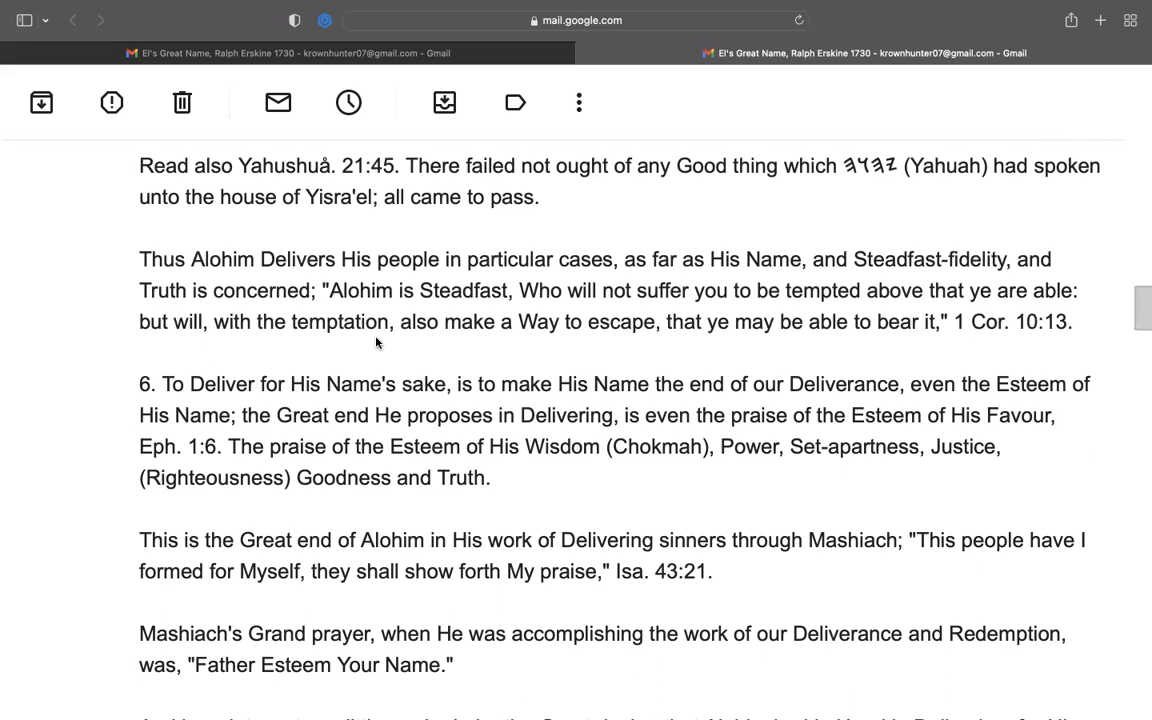 mail.google.com
El's Great Name, Ralph Erskine 1730 - krownhunter07@gmail.com - Gmail
El's Great Name, Ralph Erskine 1730 - krownhunter07@gmail.com - Gmail
Read also Yahushuå. 21:45. There failed not ought of any Good thing which 𐤄𐤅𐤄𐤉 (Yahuah) had spoken
unto the house of Yisra'el; all came to pass.
Thus Alohim Delivers His people in particular cases, as far as His Name, and Steadfast-fidelity, and
Truth is concerned; "Alohim is Steadfast, Who will not suffer you to be tempted above that ye are able:
but will, with the temptation, also make a Way to escape, that ye may be able to bear it," 1 Cor. 10:13.
6. To Deliver for His Name's sake, is to make His Name the end of our Deliverance, even the Esteem of
His Name; the Great end He proposes in Delivering, is even the praise of the Esteem of His Favour,
Eph. 1:6. The praise of the Esteem of His Wisdom (Chokmah), Power, Set-apartness, Justice,
(Righteousness) Goodness and Truth.
This is the Great end of Alohim in His work of Delivering sinners through Mashiach; "This people have I
formed for Myself, they shall show forth My praise," Isa. 43:21.
Mashiach's Grand prayer, when He was accomplishing the work of our Deliverance and Redemption,
was, "Father Esteem Your Name."